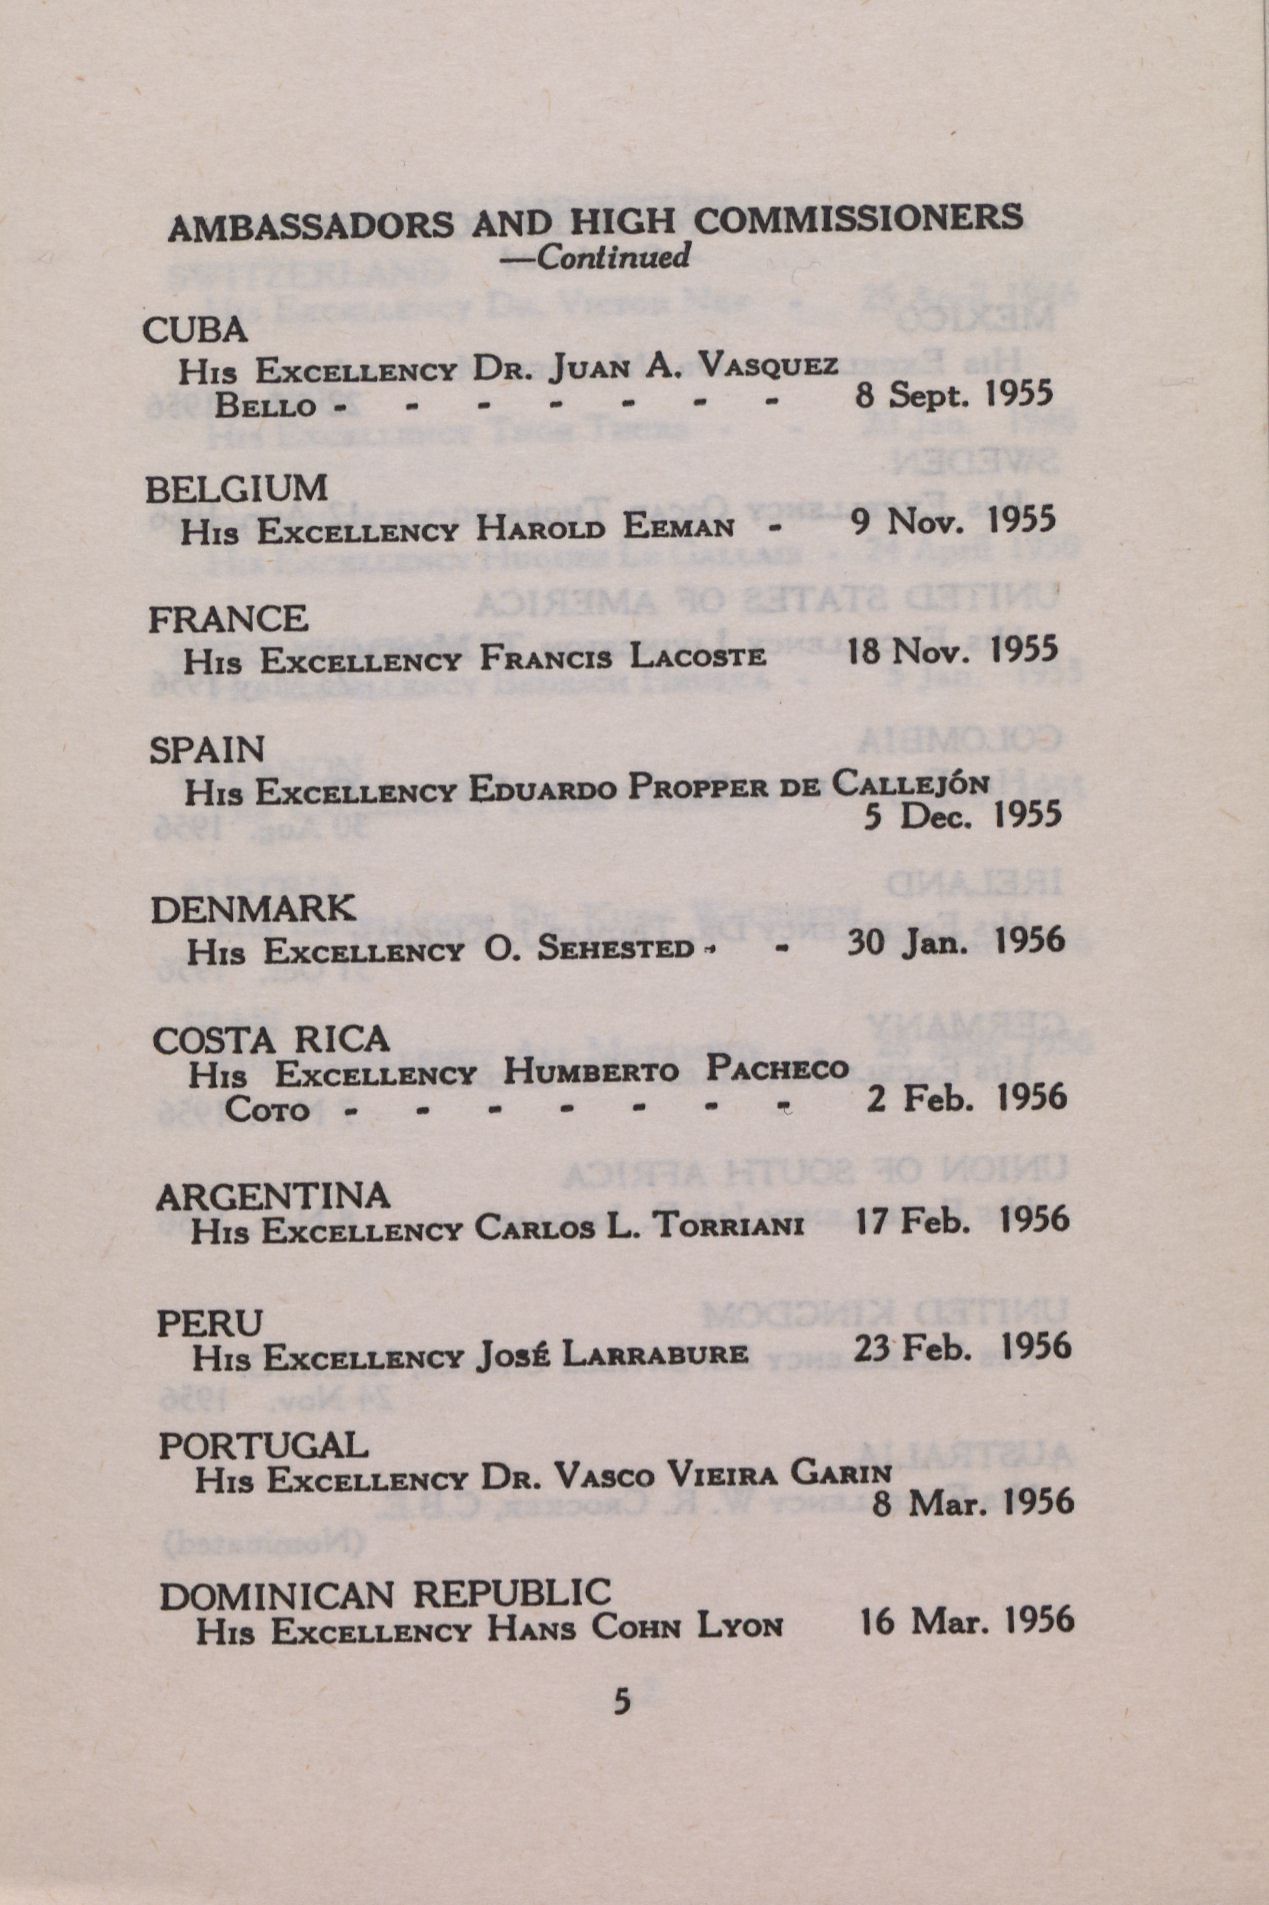 AMBASSADORS AND HIGH COMMISSIONERS
—Continued
CUBA
His Excellency Dr. Juan A. Vasquez
Bello - - - - - - - 8 Sept. 1955
BELGIUM
His Excellency Harold Eeman - 9 Nov. 1955
FRANCE
His Excellency Francis Lacoste 18 Nov. 1955
SPAIN
His Excellency Eduardo Propper de Callejón
5 Dec. 1955
DENMARK
His Excellency O. Sehested - - 30 Jan. 1956
COSTA RICA
His Excellency Humberto Pacheco
Coto - - - - - - - 2 Feb. 1956
ARGENTINA
His Excellency Carlos L. Torriani 17 Feb. 1956
PERU
His Excellency José Larrabure 23 Feb. 1956
PORTUGAL
His Excellency Dr. Vasco Vieira Garin
8 Mar. 1956
DOMINICAN REPUBLIC
His Excellency Hans Cohn Lyon 16 Mar. 1956
5